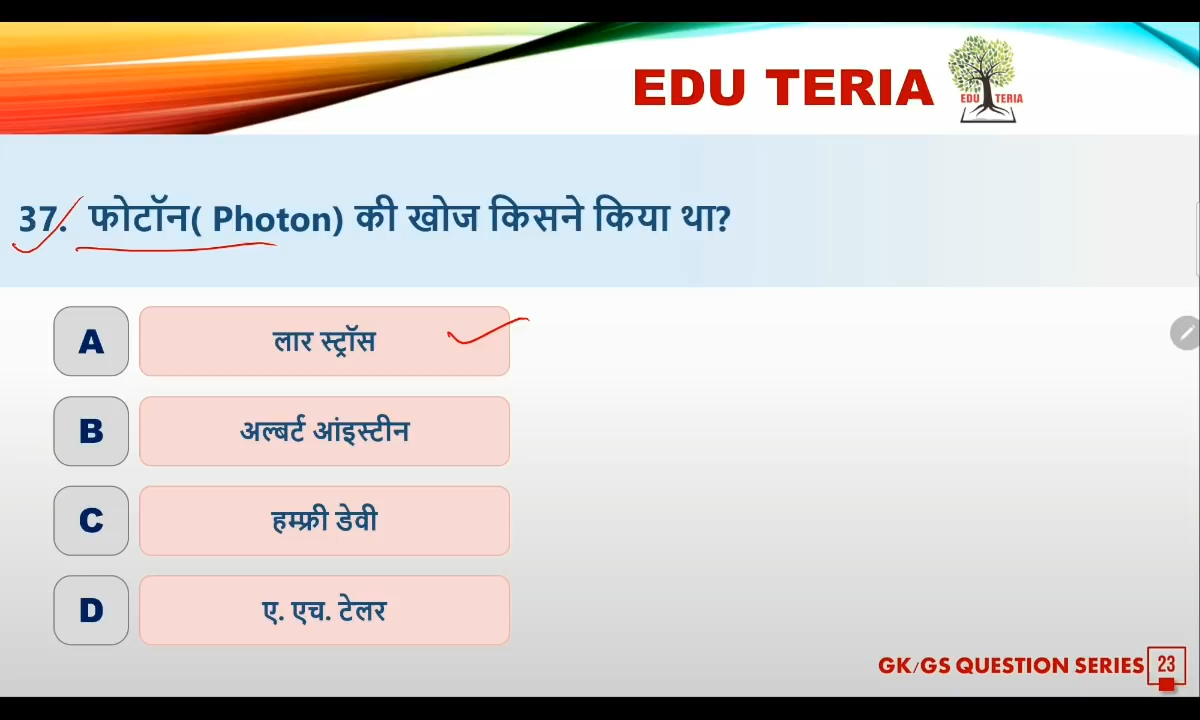 EDU TERIA
EDU TERIA
37. फोटॉन( Photon) की खोज किसने किया था?
A लार स्ट्रॉस
B अल्बर्ट आंइस्टीन
C हम्फ्री डेवी
D ए. एच. टेलर
GK/GS QUESTION SERIES 23